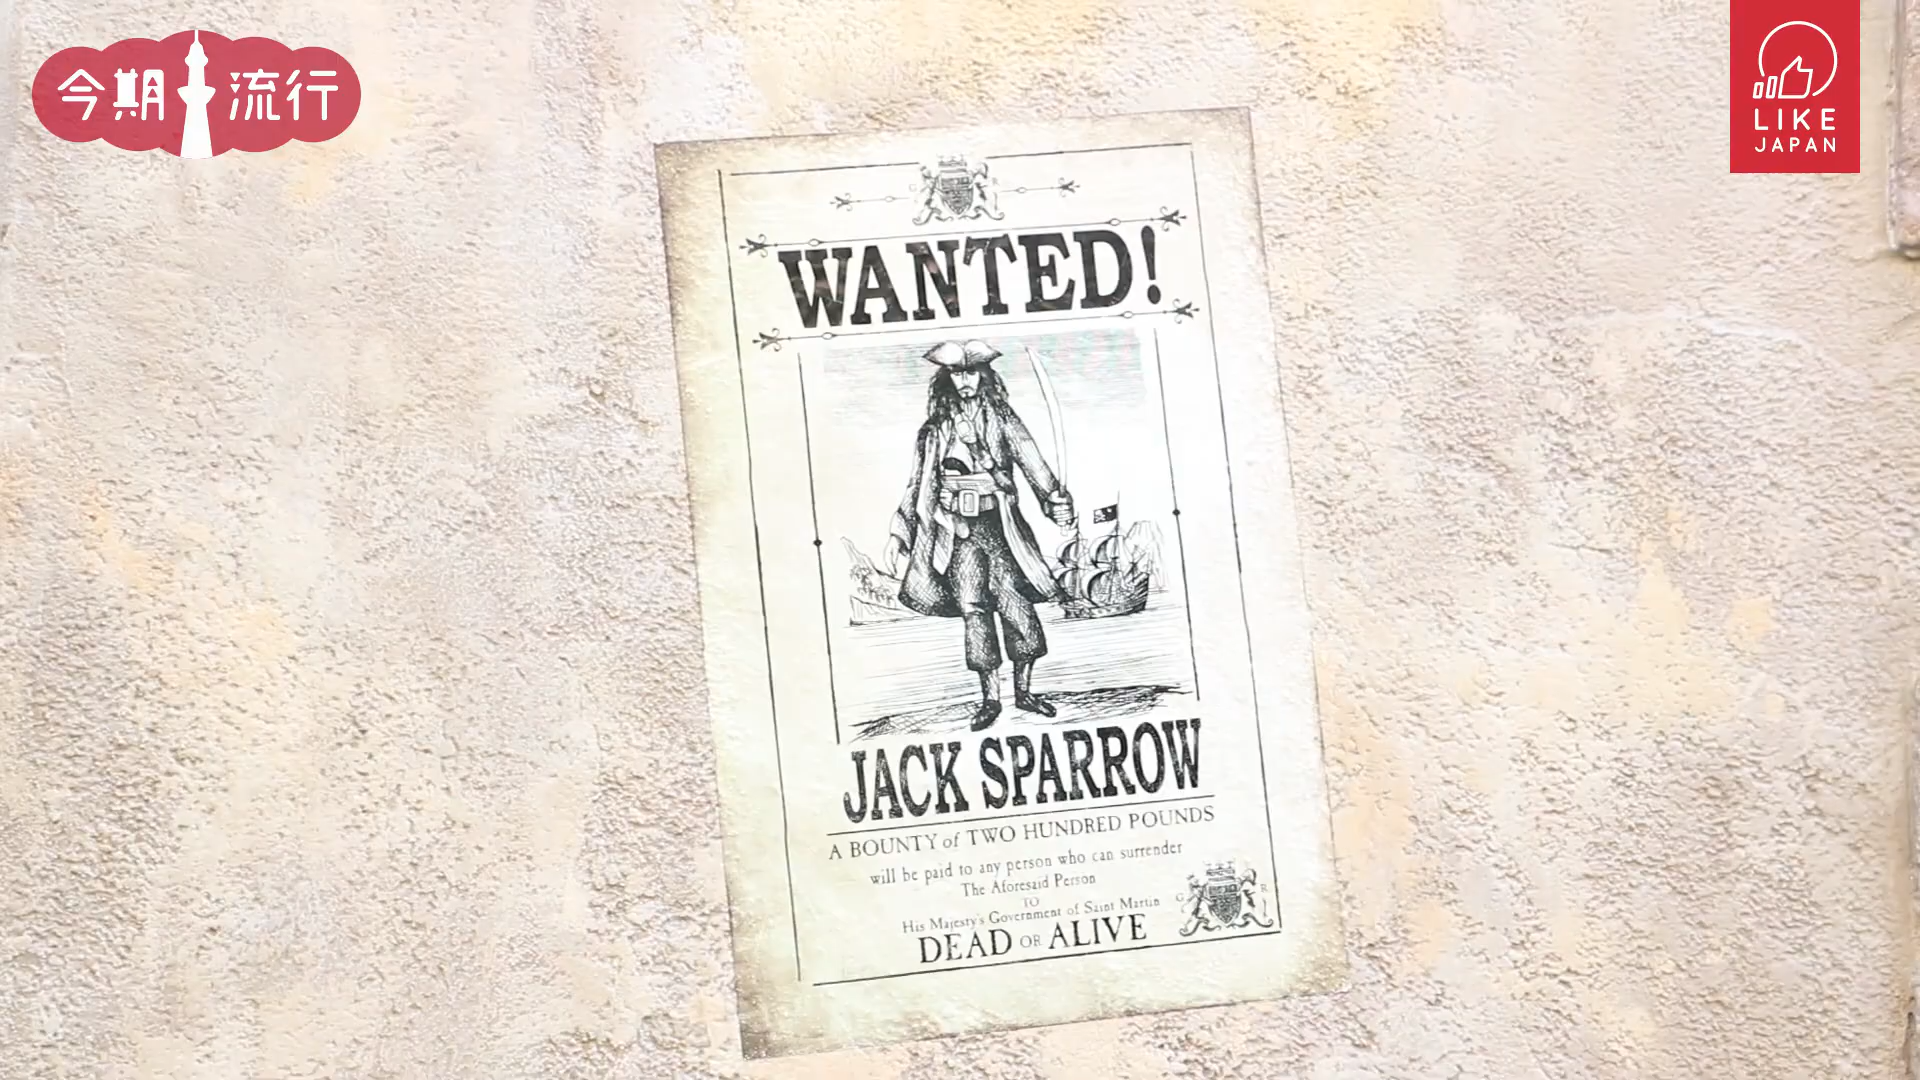 今期流行
LIKE
JAPAN
G R
WANTED!
JACK SPARROW
A BOUNTY of TWO HUNDRED POUNDS
will be paid to any person who can surrender
The Aforesaid Person
TO
His Majesty's Government of Saint Martin
DEAD OR ALIVE
G R